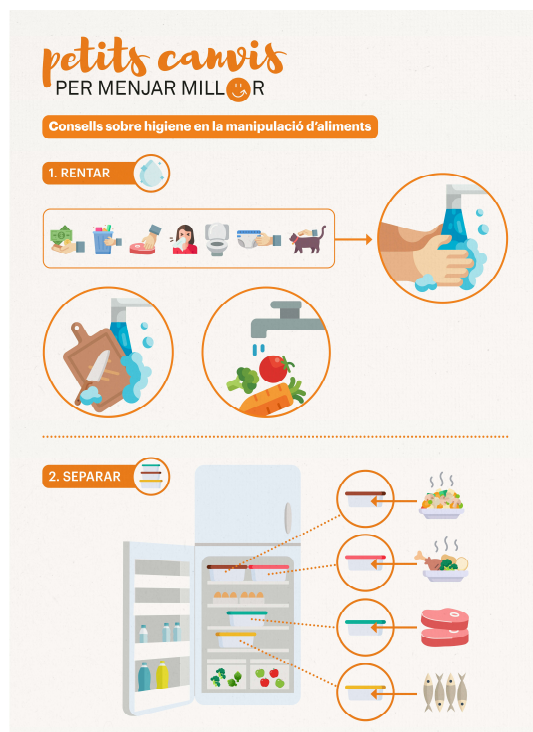 petits canvis
PER MENJAR MILLOR
Consells sobre higiene en la manipulació d'aliments
1. RENTAR
2. SEPARAR